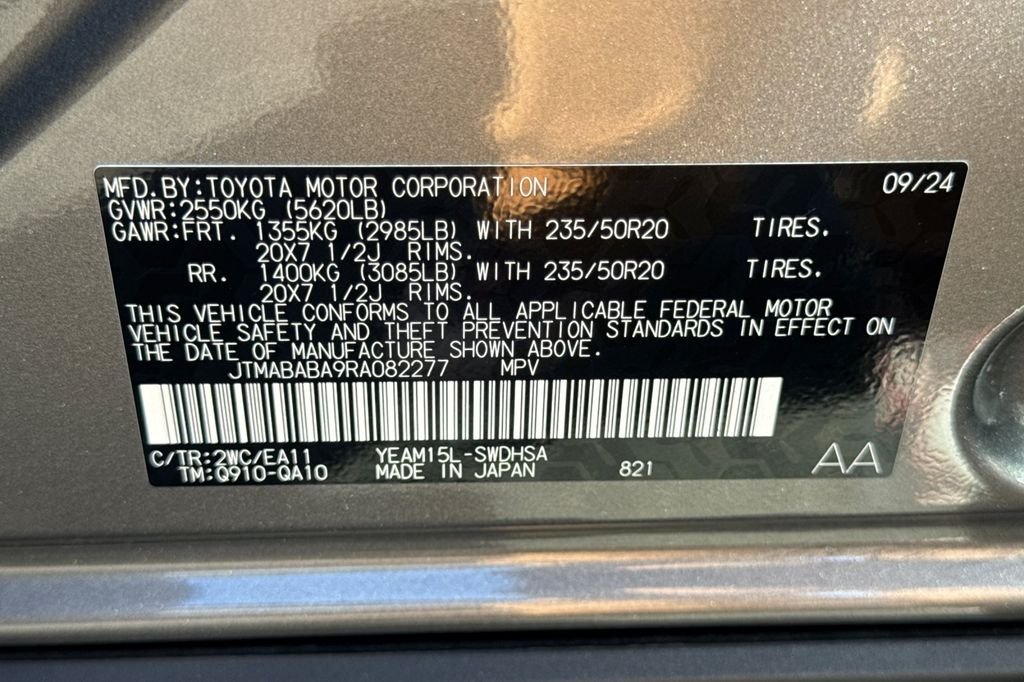 MFD.BY:TOYOTA MOTOR CORPORATION 09/24
GVWR:2550KG (5620LB)
GAWR:FRT. 1355KG (2985LB) WITH 235/50R20 TIRES.
20X7 1/2J RIMS.
RR. 1400KG (3085LB) WITH 235/50R20 TIRES.
20X7 1/2J RIMS.
THIS VEHICLE CONFORMS TO ALL APPLICABLE FEDERAL MOTOR
VEHICLE SAFETY AND THEFT PREVENTION STANDARDS IN EFFECT ON
THE DATE OF MANUFACTURE SHOWN ABOVE.
JTMABABA9RA082277 MPV
C/TR:2WC/EA11 YEAM15L-SWDHSA
TM:Q910-QA10 MADE IN JAPAN 821 AA